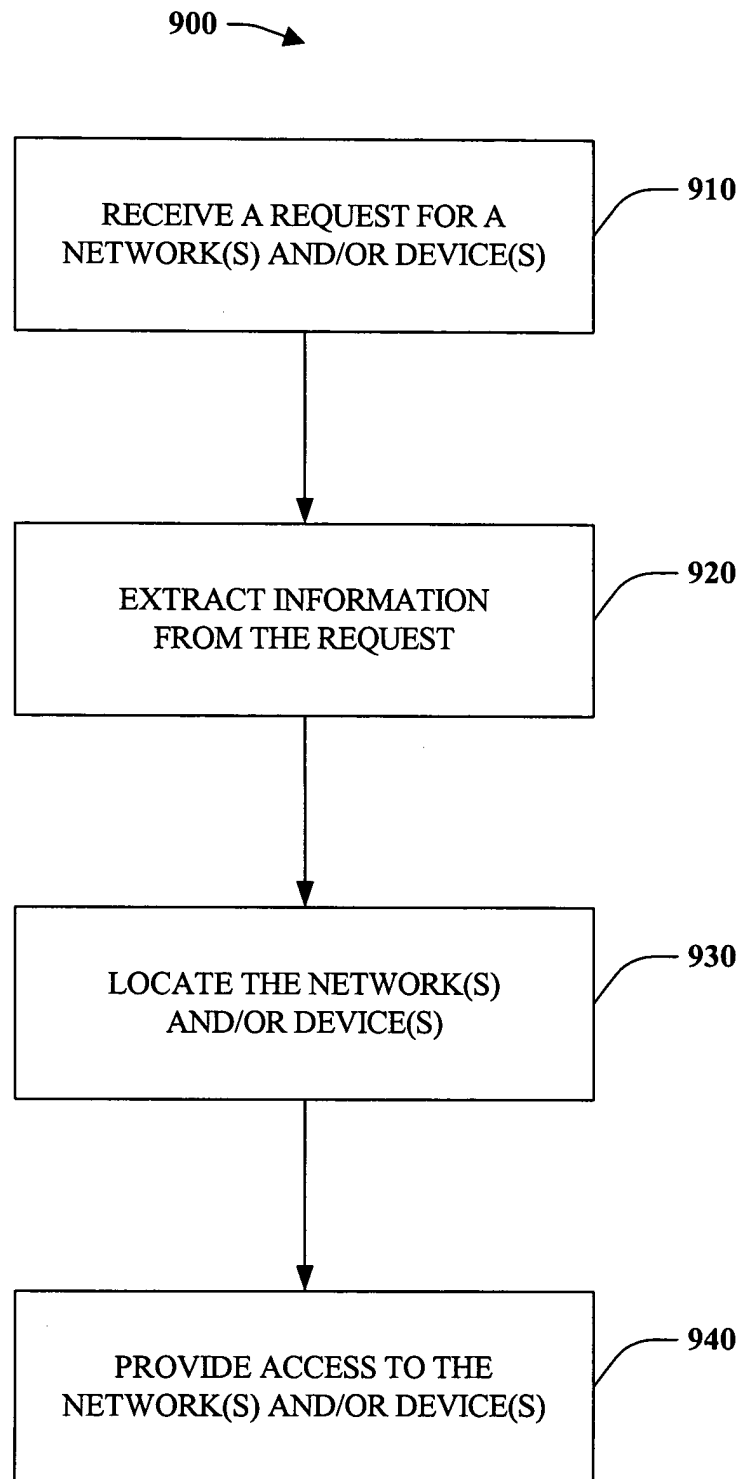 900
RECEIVE A REQUEST FOR A
NETWORK(S) AND/OR DEVICE(S)
910
EXTRACT INFORMATION
FROM THE REQUEST
920
LOCATE THE NETWORK(S)
AND/OR DEVICE(S)
930
PROVIDE ACCESS TO THE
NETWORK(S) AND/OR DEVICE(S)
940